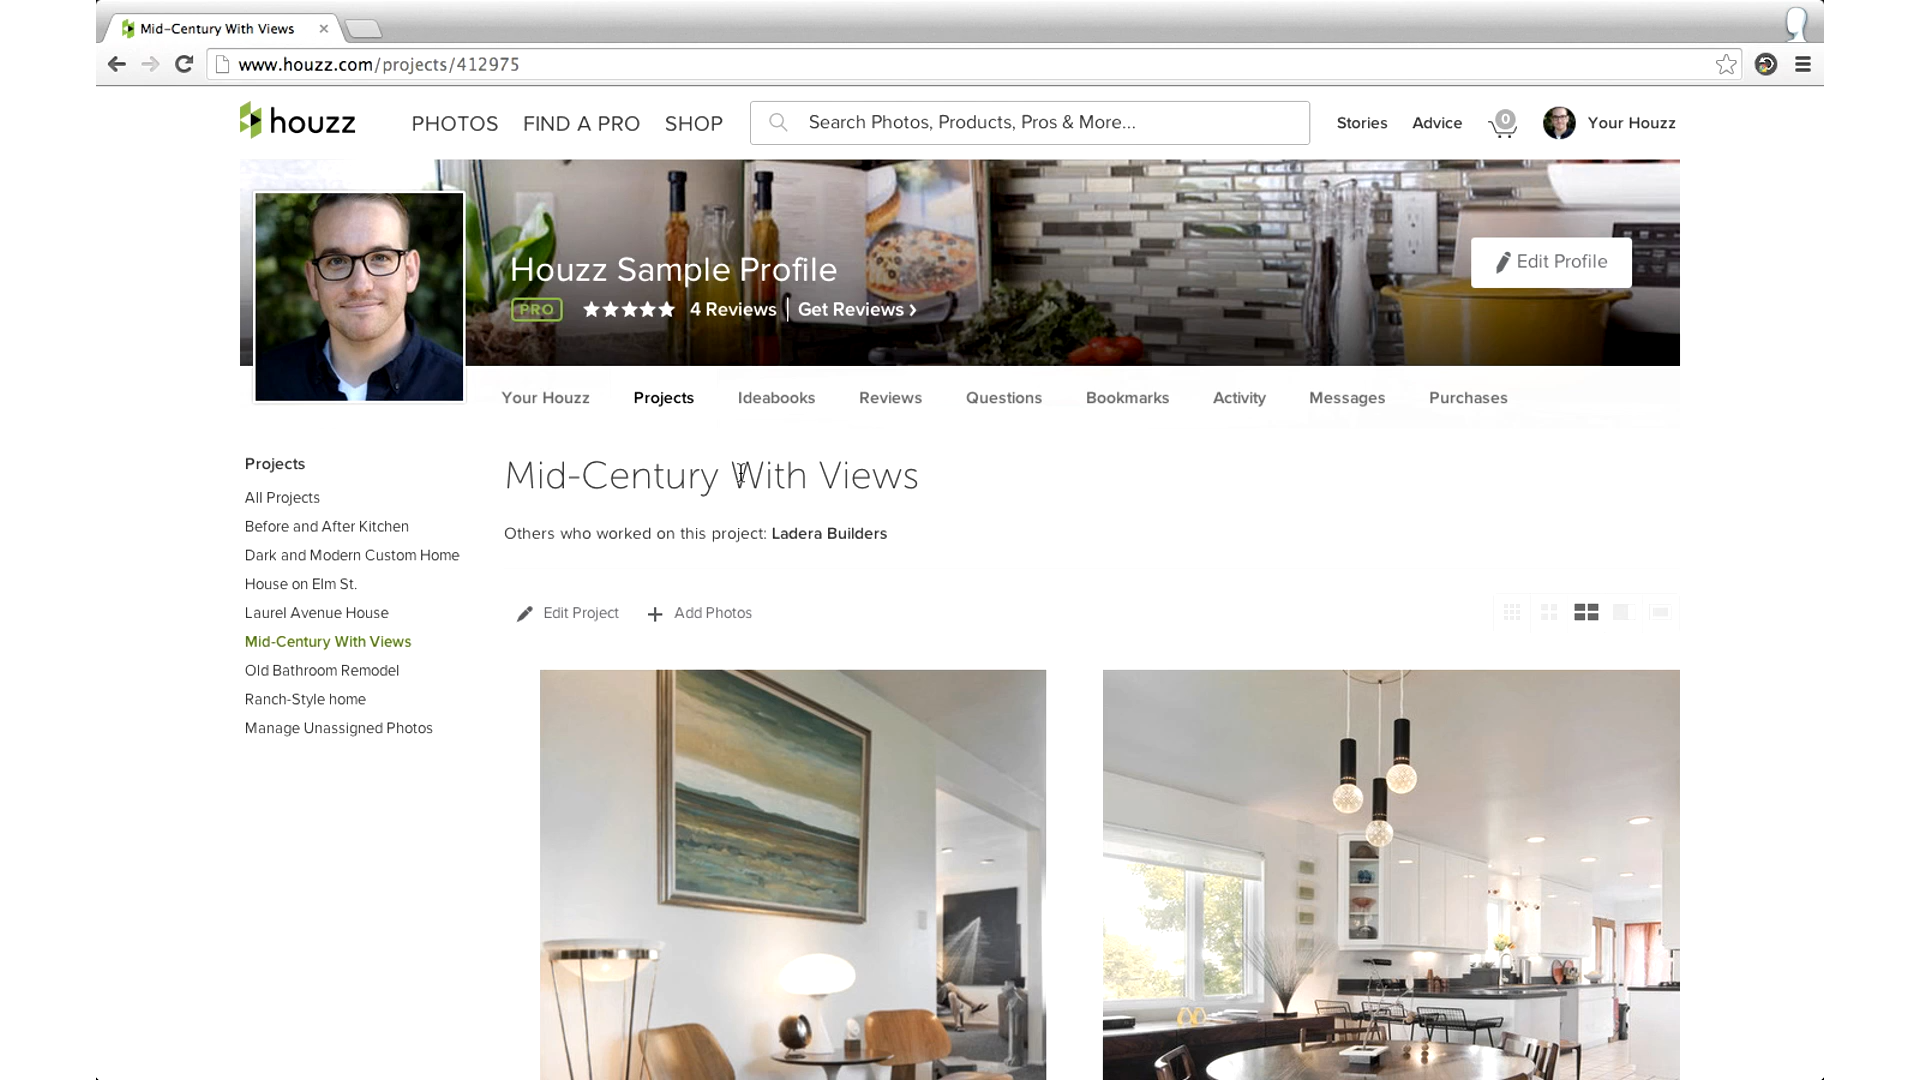 Mid-Century With Views
www.houzz.com/projects/412975
houzz
PHOTOS FIND A PRO SHOP
Search Photos, Products, Pros & More...
Stories Advice 0 Your Houzz
Houzz Sample Profile
Edit Profile
PRO 4 Reviews | Get Reviews ›
Your Houzz Projects Ideabooks Reviews Questions Bookmarks Activity Messages Purchases
Projects
All Projects
Before and After Kitchen
Dark and Modern Custom Home
House on Elm St.
Laurel Avenue House
Mid-Century With Views
Old Bathroom Remodel
Ranch-Style home
Manage Unassigned Photos
Mid-Century With Views
Others who worked on this project: Ladera Builders
Edit Project + Add Photos